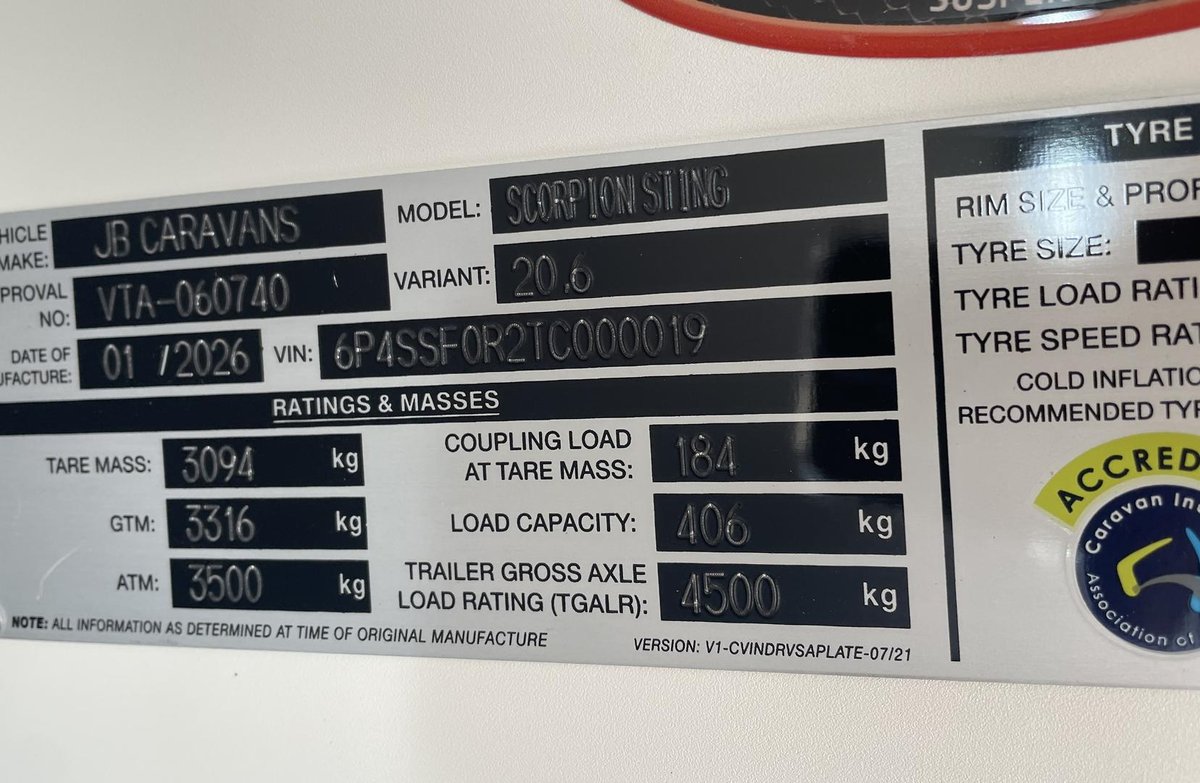 HICLE MAKE: JB CARAVANS MODEL: SCORPION STING
PROVAL NO: VTA-060740 VARIANT: 20.6
DATE OF UFACTURE: 01 /2026 VIN: 6P4SSF0R2TC000019
RATINGS & MASSES
TARE MASS: 3094 kg COUPLING LOAD AT TARE MASS: 184 kg
GTM: 3316 kg LOAD CAPACITY: 406 kg
ATM: 3500 kg TRAILER GROSS AXLE LOAD RATING (TGALR): 4500 kg
NOTE: ALL INFORMATION AS DETERMINED AT TIME OF ORIGINAL MANUFACTURE
VERSION: V1-CVINDRVSAPLATE-07/21
TYRE
RIM SIZE & PROF
TYRE SIZE:
TYRE LOAD RATI
TYRE SPEED RAT
COLD INFLATIO
RECOMMENDED TYR
ACCRED
Caravan In
Association of